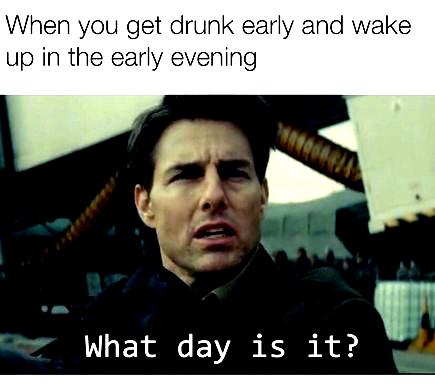 When you get drunk early and wake
up in the early evening
What day is it?